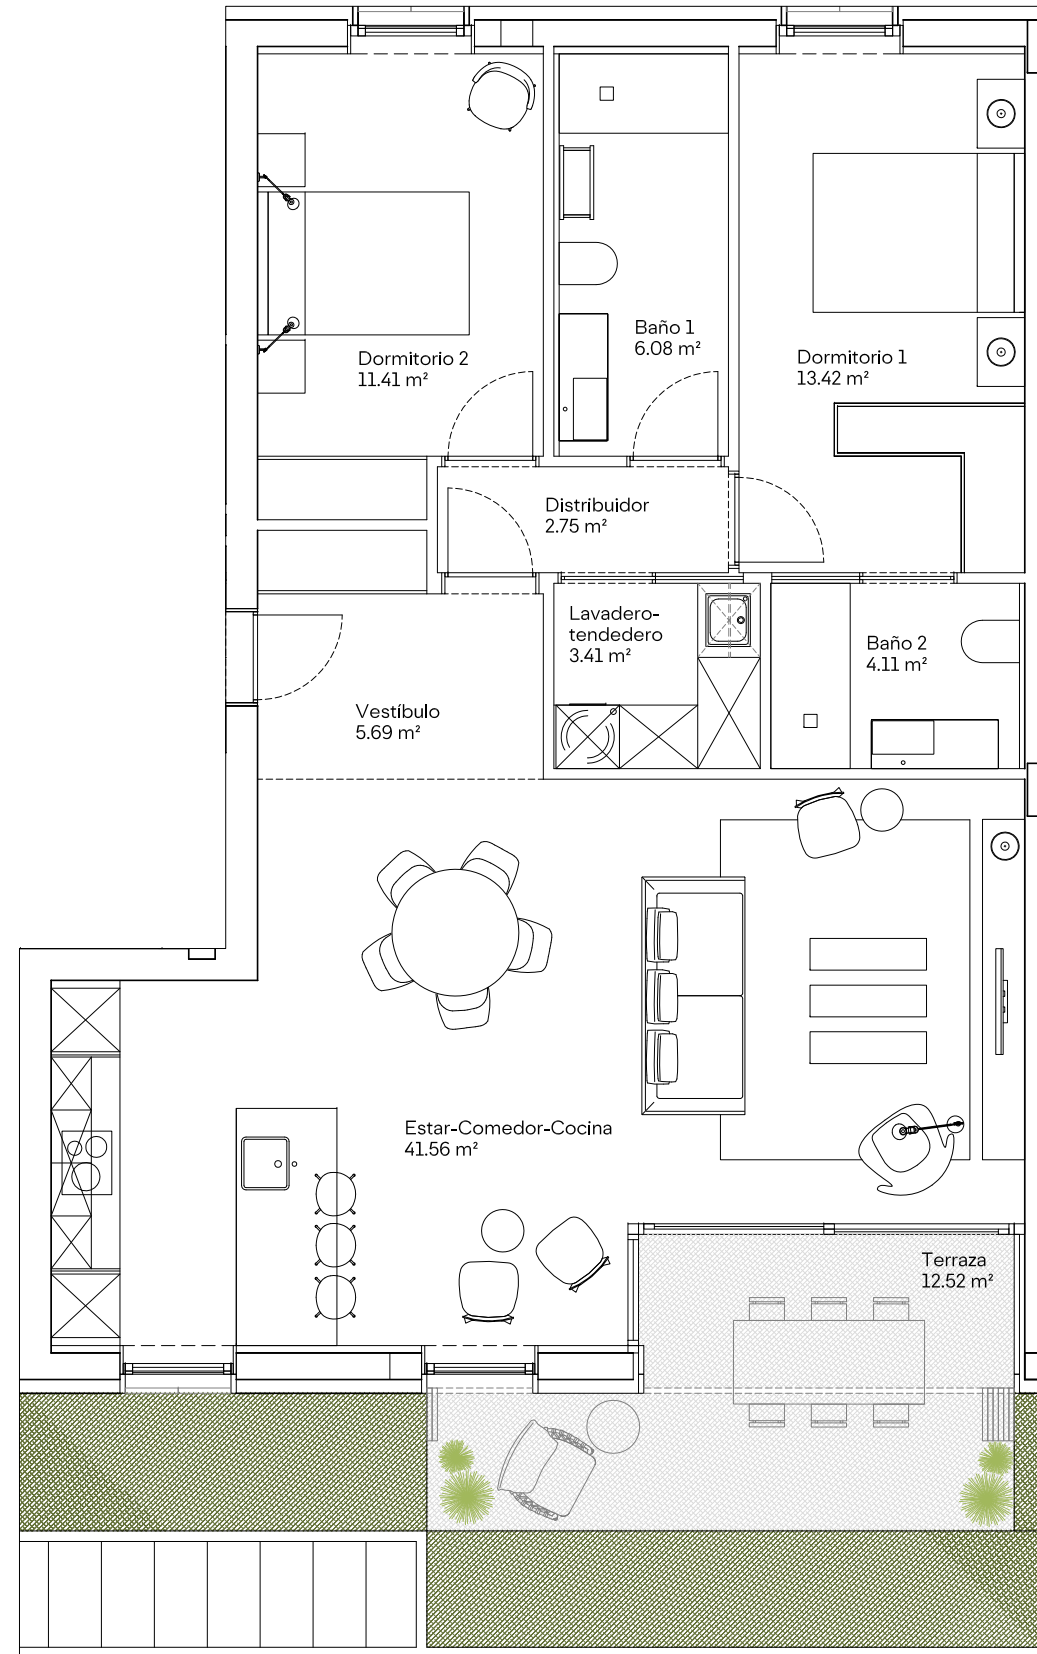 Dormitorio 2
11.41 m²
Baño 1
6.08 m²
Dormitorio 1
13.42 m²
Distribuidor
2.75 m²
Lavadero-
tendedero
3.41 m²
Baño 2
4.11 m²
Vestíbulo
5.69 m²
Estar-Comedor-Cocina
41.56 m²
Terraza
12.52 m²